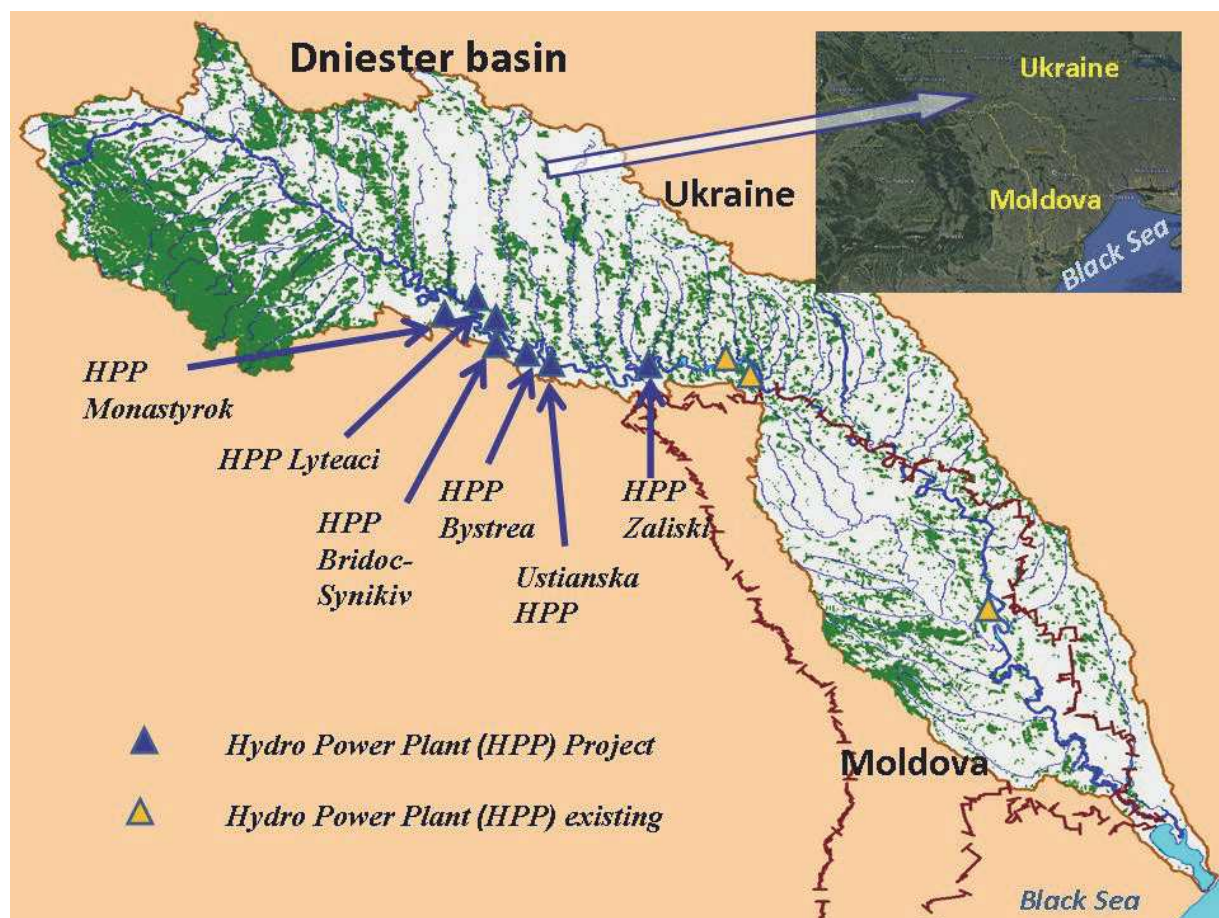 Dniester basin
Ukraine
Ukraine
Moldova
Black Sea
HPP
Monastyrok
HPP Lyteaci
HPP
Bridoc-
Synikiv
HPP
Bystrea
Ustianska
HPP
HPP
Zaliski
Hydro Power Plant (HPP) Project
Hydro Power Plant (HPP) existing
Moldova
Black Sea